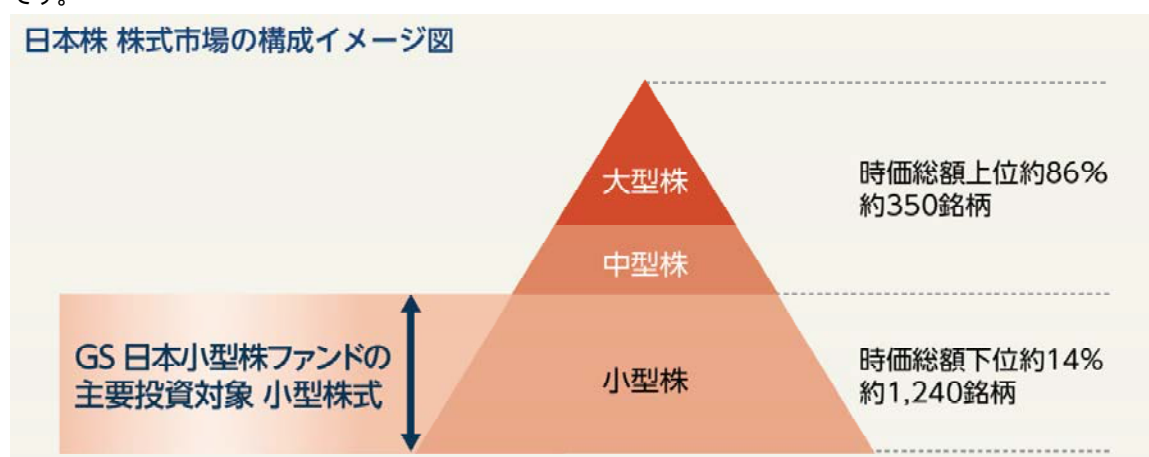 です。
日本株 株式市場の構成イメージ図
大型株
時価総額上位約86%
約350銘柄
中型株
GS 日本小型株ファンドの
主要投資対象 小型株式
小型株
時価総額下位約14%
約1,240銘柄